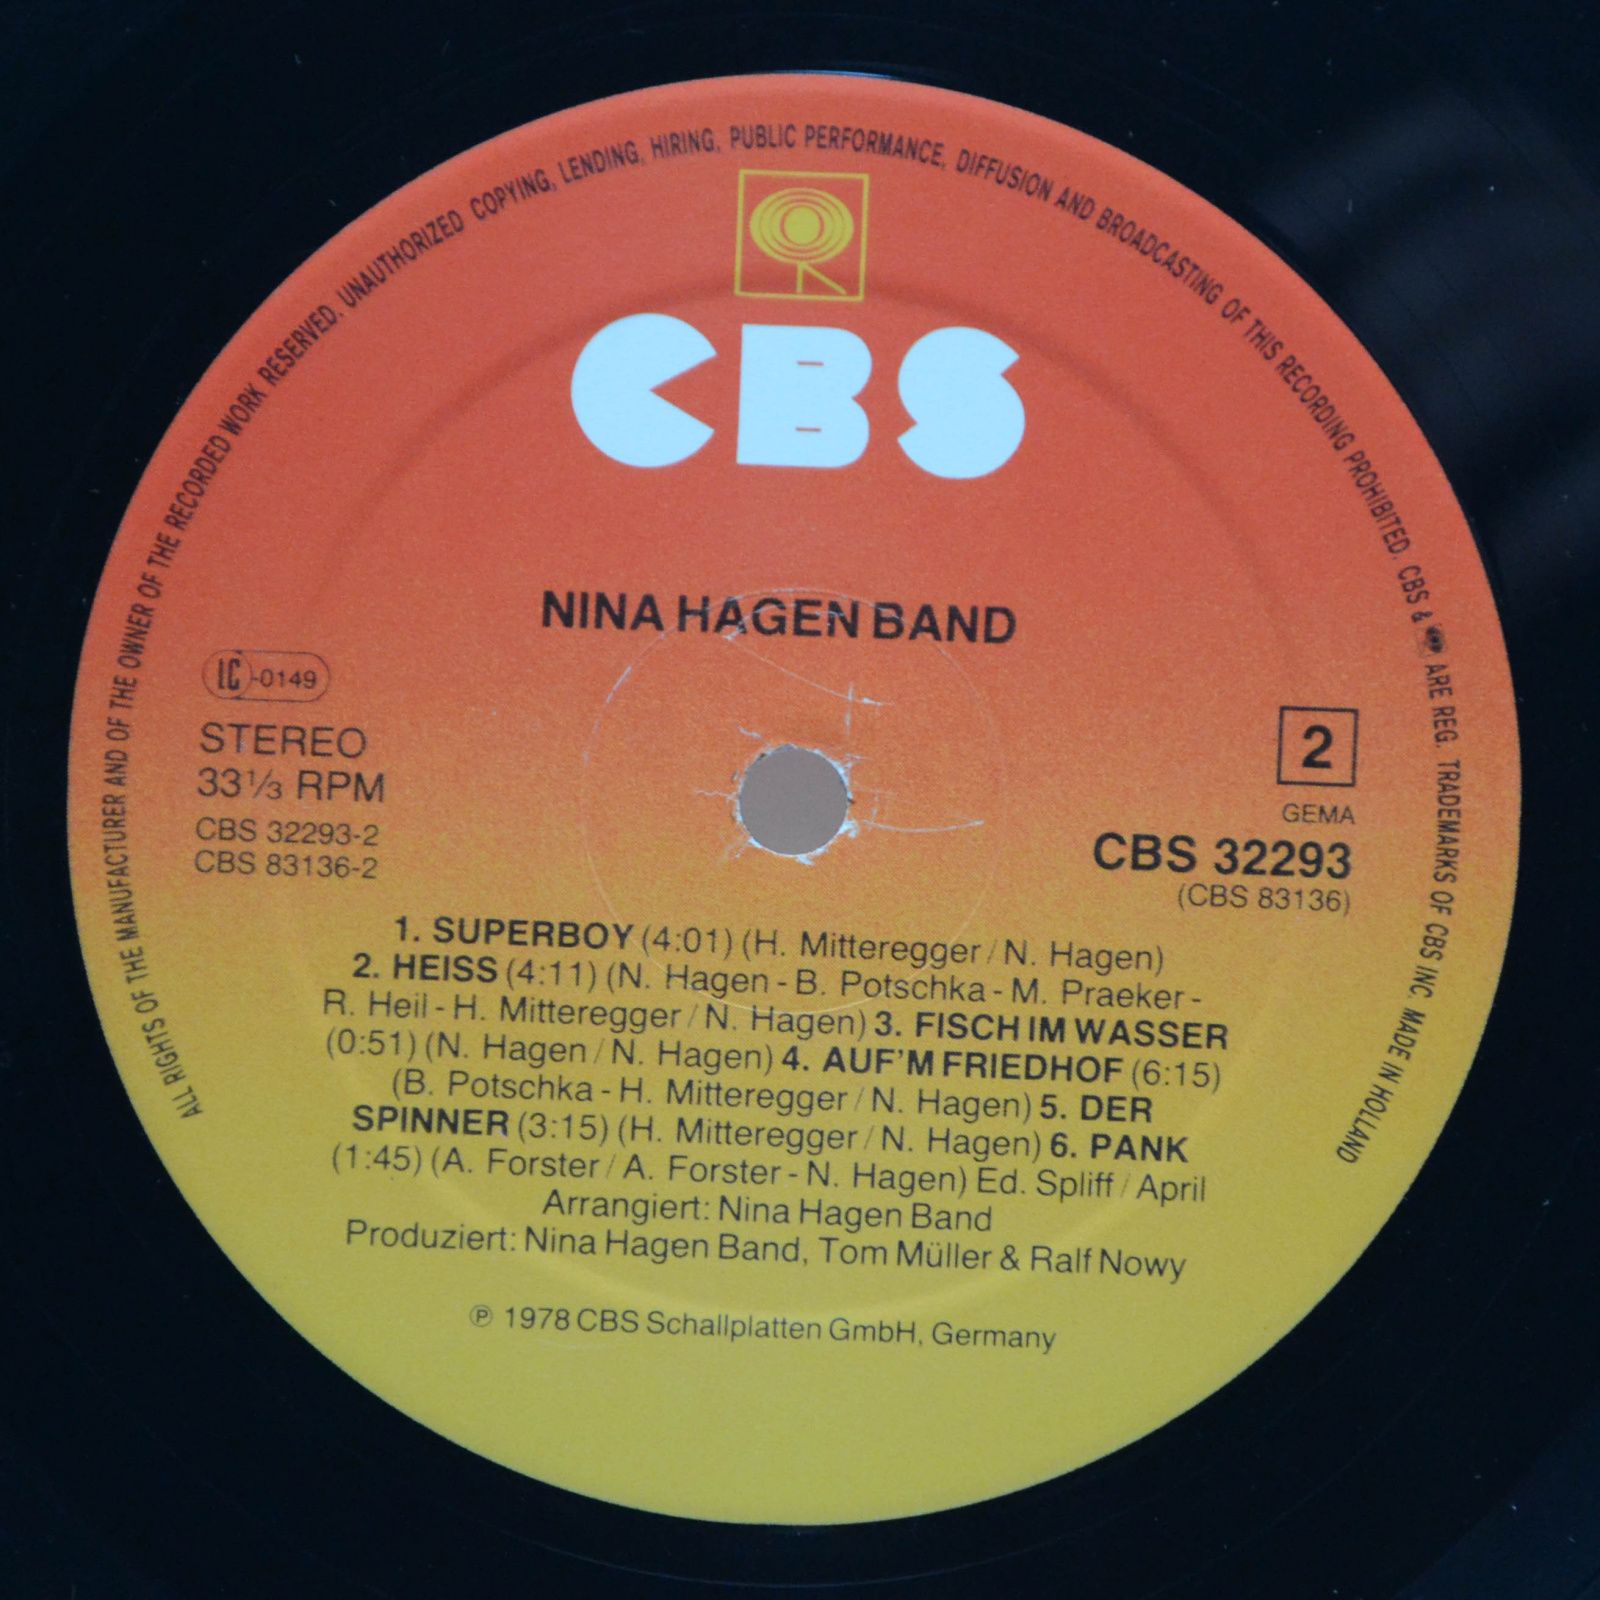 ALL RIGHTS OF THE MANUFACTURER AND OF THE OWNER OF THE RECORDED WORK RESERVED. UNAUTHORIZED COPYING, LENDING, HIRING, PUBLIC PERFORMANCE, DIFFUSION AND BROADCASTING OF THIS RECORDING PROHIBITED. CBS & ARE REG. TRADEMARKS OF CBS INC. MADE IN HOLLAND
CBS
NINA HAGEN BAND
LC-0149
STEREO
33⅓ RPM
CBS 32293-2
CBS 83136-2
2
GEMA
CBS 32293
(CBS 83136)
1. SUPERBOY (4:01) (H. Mitteregger / N. Hagen)
2. HEISS (4:11) (N. Hagen - B. Potschka - M. Praeker -
R. Heil - H. Mitteregger / N. Hagen) 3. FISCH IM WASSER
(0:51) (N. Hagen / N. Hagen) 4. AUF'M FRIEDHOF (6:15)
(B. Potschka - H. Mitteregger / N. Hagen) 5. DER
SPINNER (3:15) (H. Mitteregger / N. Hagen) 6. PANK
(1:45) (A. Forster / A. Forster - N. Hagen) Ed. Spliff / April
Arrangiert: Nina Hagen Band
Produziert: Nina Hagen Band, Tom Müller & Ralf Nowy
℗ 1978 CBS Schallplatten GmbH, Germany